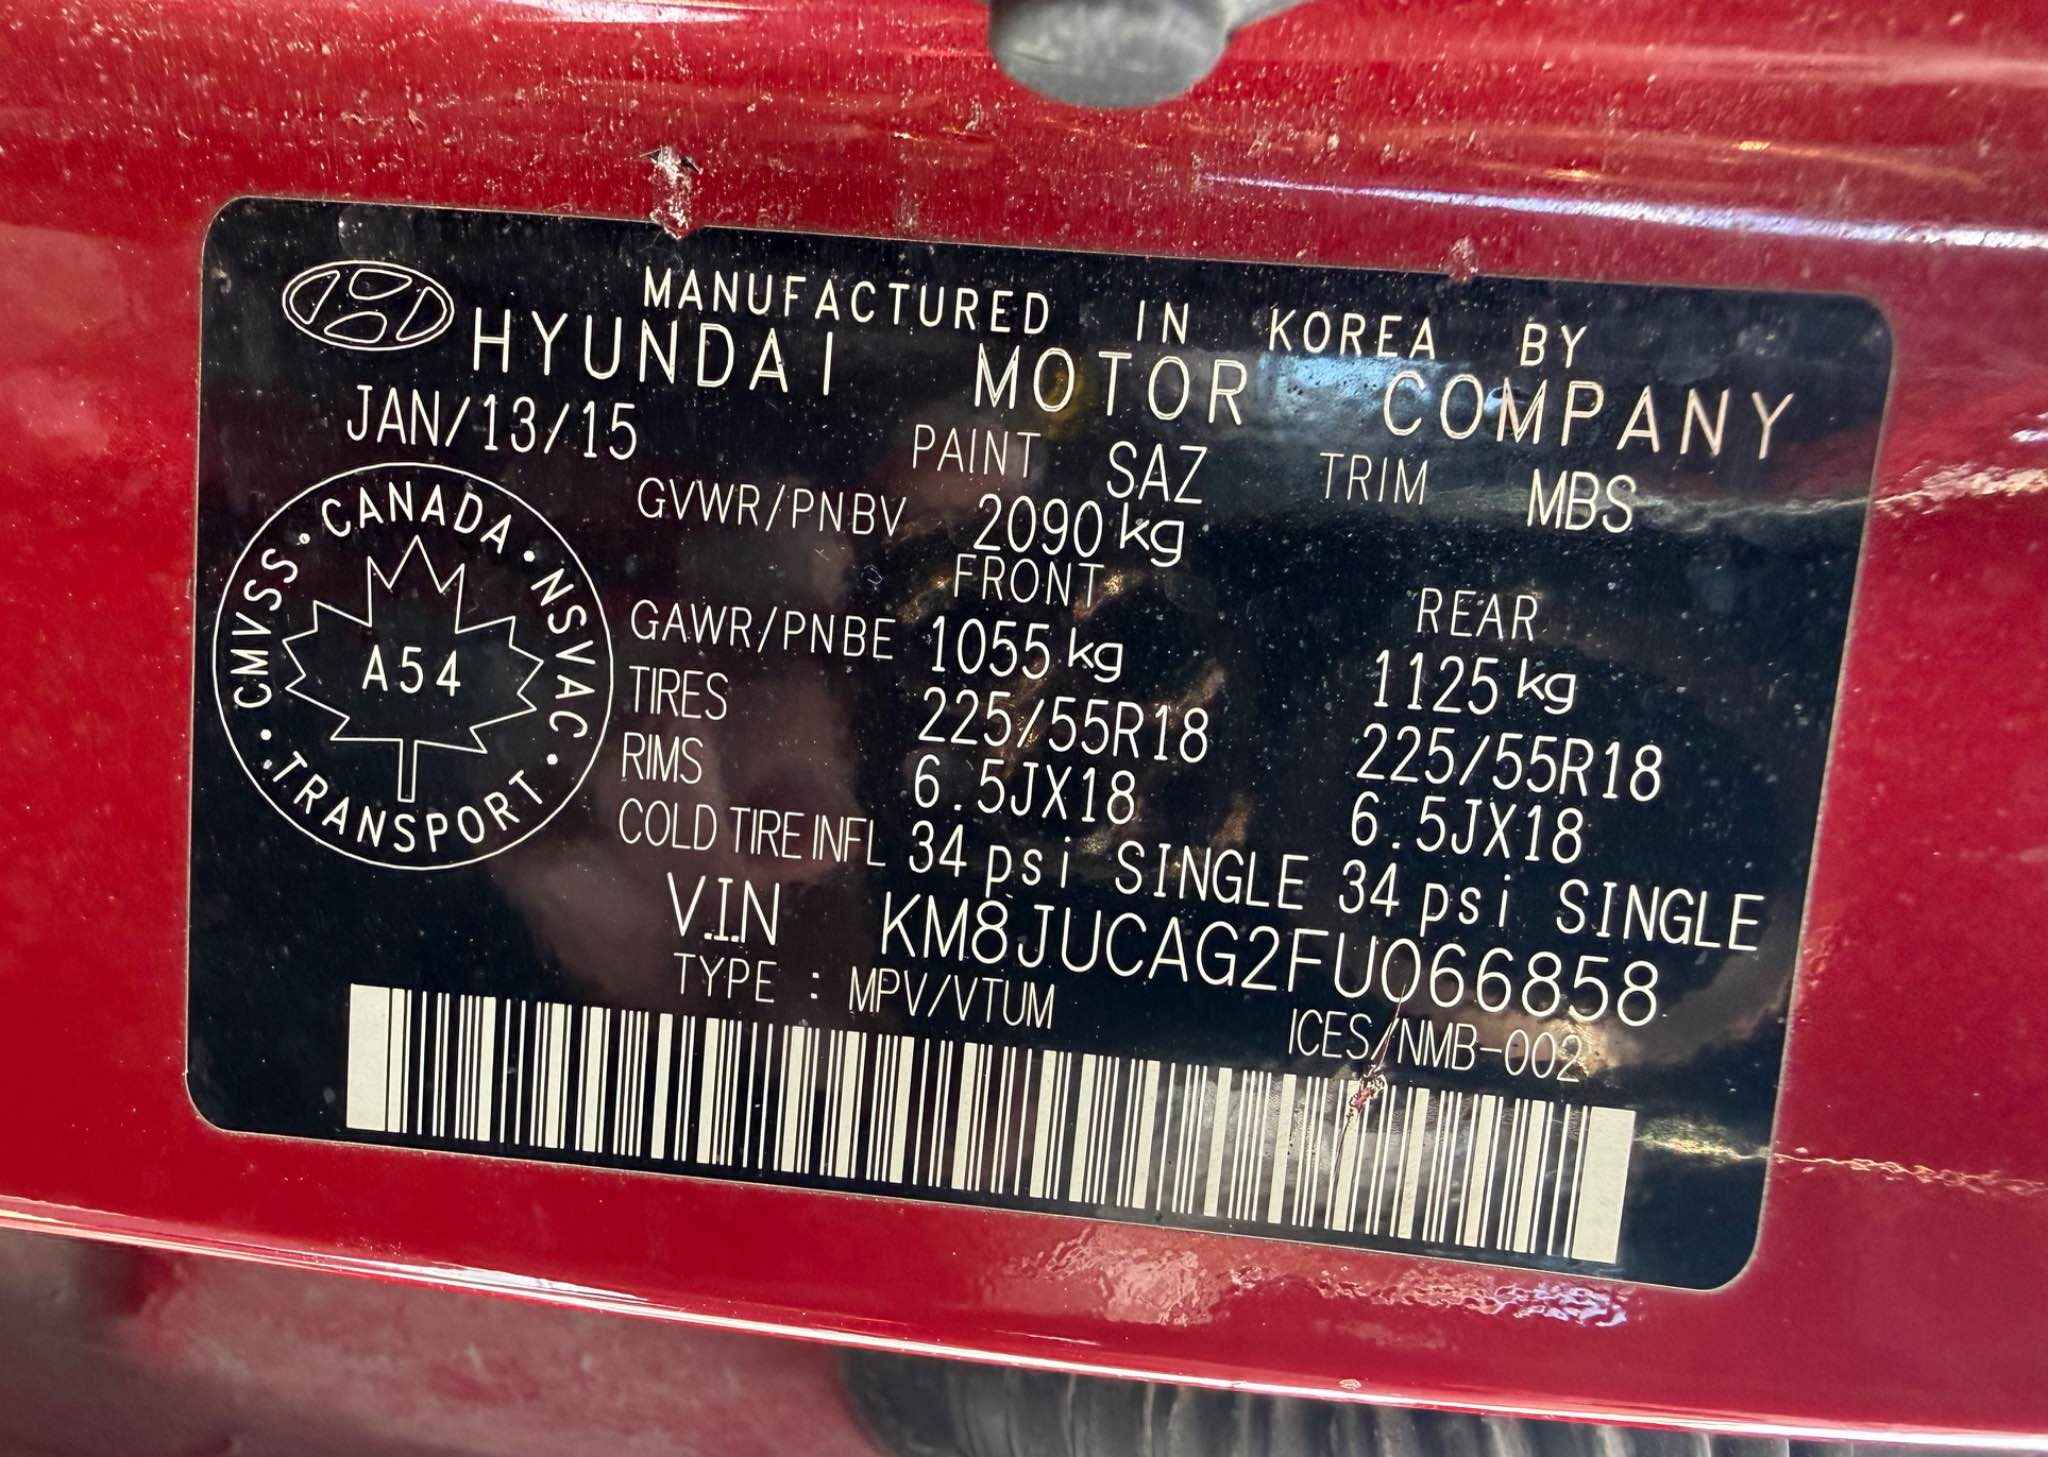 MANUFACTURED IN KOREA BY
HYUNDAI MOTOR COMPANY
JAN/13/15 PAINT SAZ TRIM MBS
GVWR/PNBV 2090 kg
FRONT REAR
GAWR/PNBE 1055 kg 1125 kg
TIRES 225/55R18 225/55R18
RIMS 6.5JX18 6.5JX18
COLD TIRE INFL 34 psi SINGLE 34 psi SINGLE
V.I.N KM8JUCAG2FU066858
TYPE : MPV/VTUM ICES/NMB-002
CANADA · NSVAC · TRANSPORT · CMVSS ·
A54